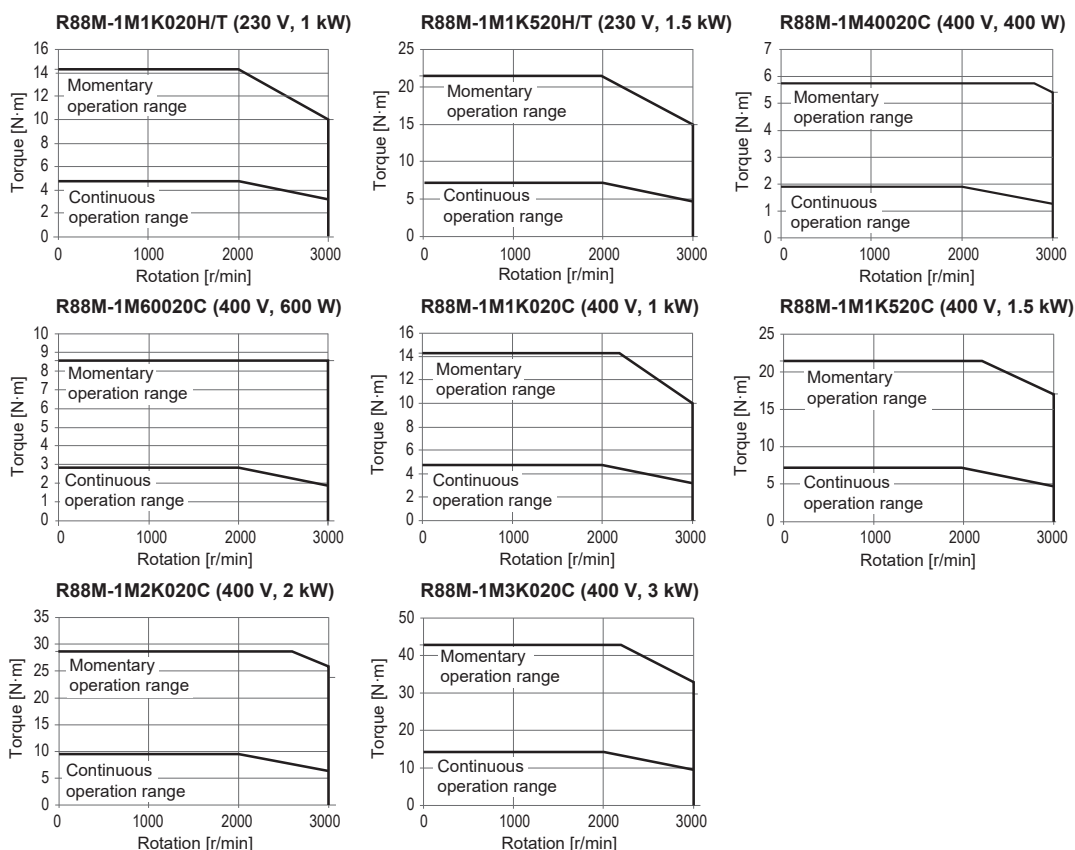 R88M-1M1K020H/T (230 V, 1 kW)
Torque [N·m]
16
14
12
10
8
6
4
2
0
Momentary
operation range
Continuous
operation range
0 1000 2000 3000
Rotation [r/min]
R88M-1M1K520H/T (230 V, 1.5 kW)
Torque [N·m]
25
20
15
10
5
0
Momentary
operation range
Continuous
operation range
0 1000 2000 3000
Rotation [r/min]
R88M-1M40020C (400 V, 400 W)
Torque [N·m]
7
6
5
4
3
2
1
0
Momentary
operation range
Continuous
operation range
0 1000 2000 3000
Rotation [r/min]
R88M-1M60020C (400 V, 600 W)
Torque [N·m]
10
9
8
7
6
5
4
3
2
1
0
Momentary
operation range
Continuous
operation range
0 1000 2000 3000
Rotation [r/min]
R88M-1M1K020C (400 V, 1 kW)
Torque [N·m]
16
14
12
10
8
6
4
2
0
Momentary
operation range
Continuous
operation range
0 1000 2000 3000
Rotation [r/min]
R88M-1M1K520C (400 V, 1.5 kW)
Torque [N·m]
25
20
15
10
5
0
Momentary
operation range
Continuous
operation range
0 1000 2000 3000
Rotation [r/min]
R88M-1M2K020C (400 V, 2 kW)
Torque [N·m]
35
30
25
20
15
10
5
0
Momentary
operation range
Continuous
operation range
0 1000 2000 3000
Rotation [r/min]
R88M-1M3K020C (400 V, 3 kW)
Torque [N·m]
50
40
30
20
10
0
Momentary
operation range
Continuous
operation range
0 1000 2000 3000
Rotation [r/min]